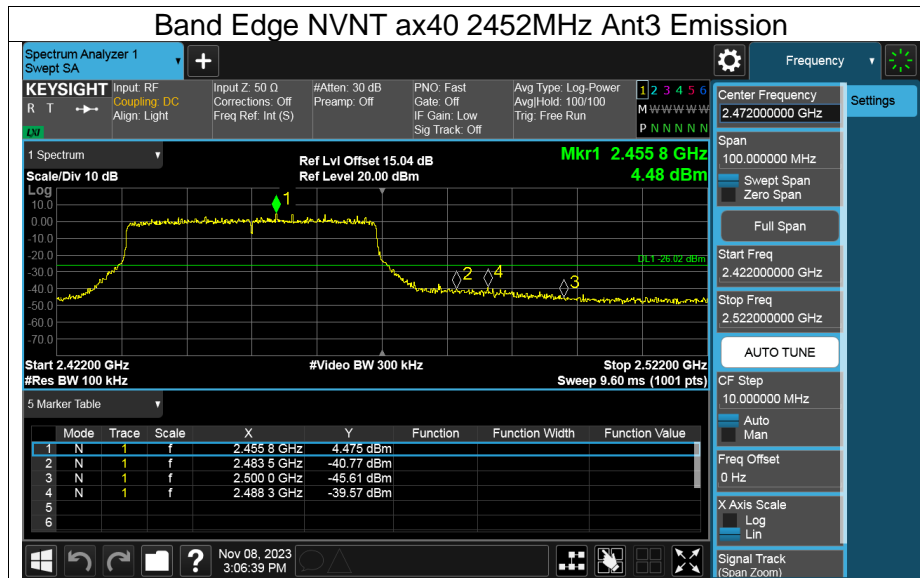 Band Edge NVNT ax40 2452MHz Ant3 Emission
Spectrum Analyzer 1
Swept SA
+
Frequency
KEYSIGHT
R T
LXI
Input: RF
Coupling: DC
Align: Light
Input Z: 50 Ω
Corrections: Off
Freq Ref: Int (S)
#Atten: 30 dB
Preamp: Off
PNO: Fast
Gate: Off
IF Gain: Low
Sig Track: Off
Avg Type: Log-Power
Avg|Hold: 100/100
Trig: Free Run
1 2 3 4 5 6
M W W W W W
P N N N N N
1 Spectrum
Scale/Div 10 dB
Ref Lvl Offset 15.04 dB
Ref Level 20.00 dBm
Mkr1 2.455 8 GHz
4.48 dBm
Log
10.0
0.00
-10.0
-20.0
-30.0
-40.0
-50.0
-60.0
-70.0
1
2
4
3
DL1 -26.02 dBm
Start 2.42200 GHz
#Res BW 100 kHz
#Video BW 300 kHz
Stop 2.52200 GHz
Sweep 9.60 ms (1001 pts)
5 Marker Table
Mode Trace Scale X Y Function Function Width Function Value
1 N 1 f 2.455 8 GHz 4.475 dBm
2 N 1 f 2.483 5 GHz -40.77 dBm
3 N 1 f 2.500 0 GHz -45.61 dBm
4 N 1 f 2.488 3 GHz -39.57 dBm
5
6
Center Frequency
2.472000000 GHz
Settings
Span
100.000000 MHz
Swept Span
Zero Span
Full Span
Start Freq
2.422000000 GHz
Stop Freq
2.522000000 GHz
AUTO TUNE
CF Step
10.000000 MHz
Auto
Man
Freq Offset
0 Hz
X Axis Scale
Log
Lin
Signal Track
(Span Zoom)
?
Nov 08, 2023
3:06:39 PM